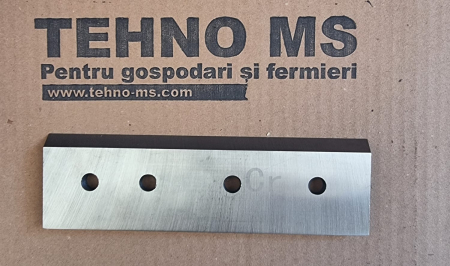 TEHNO MS
Pentru gospodari și fermieri
www.tehno-ms.com